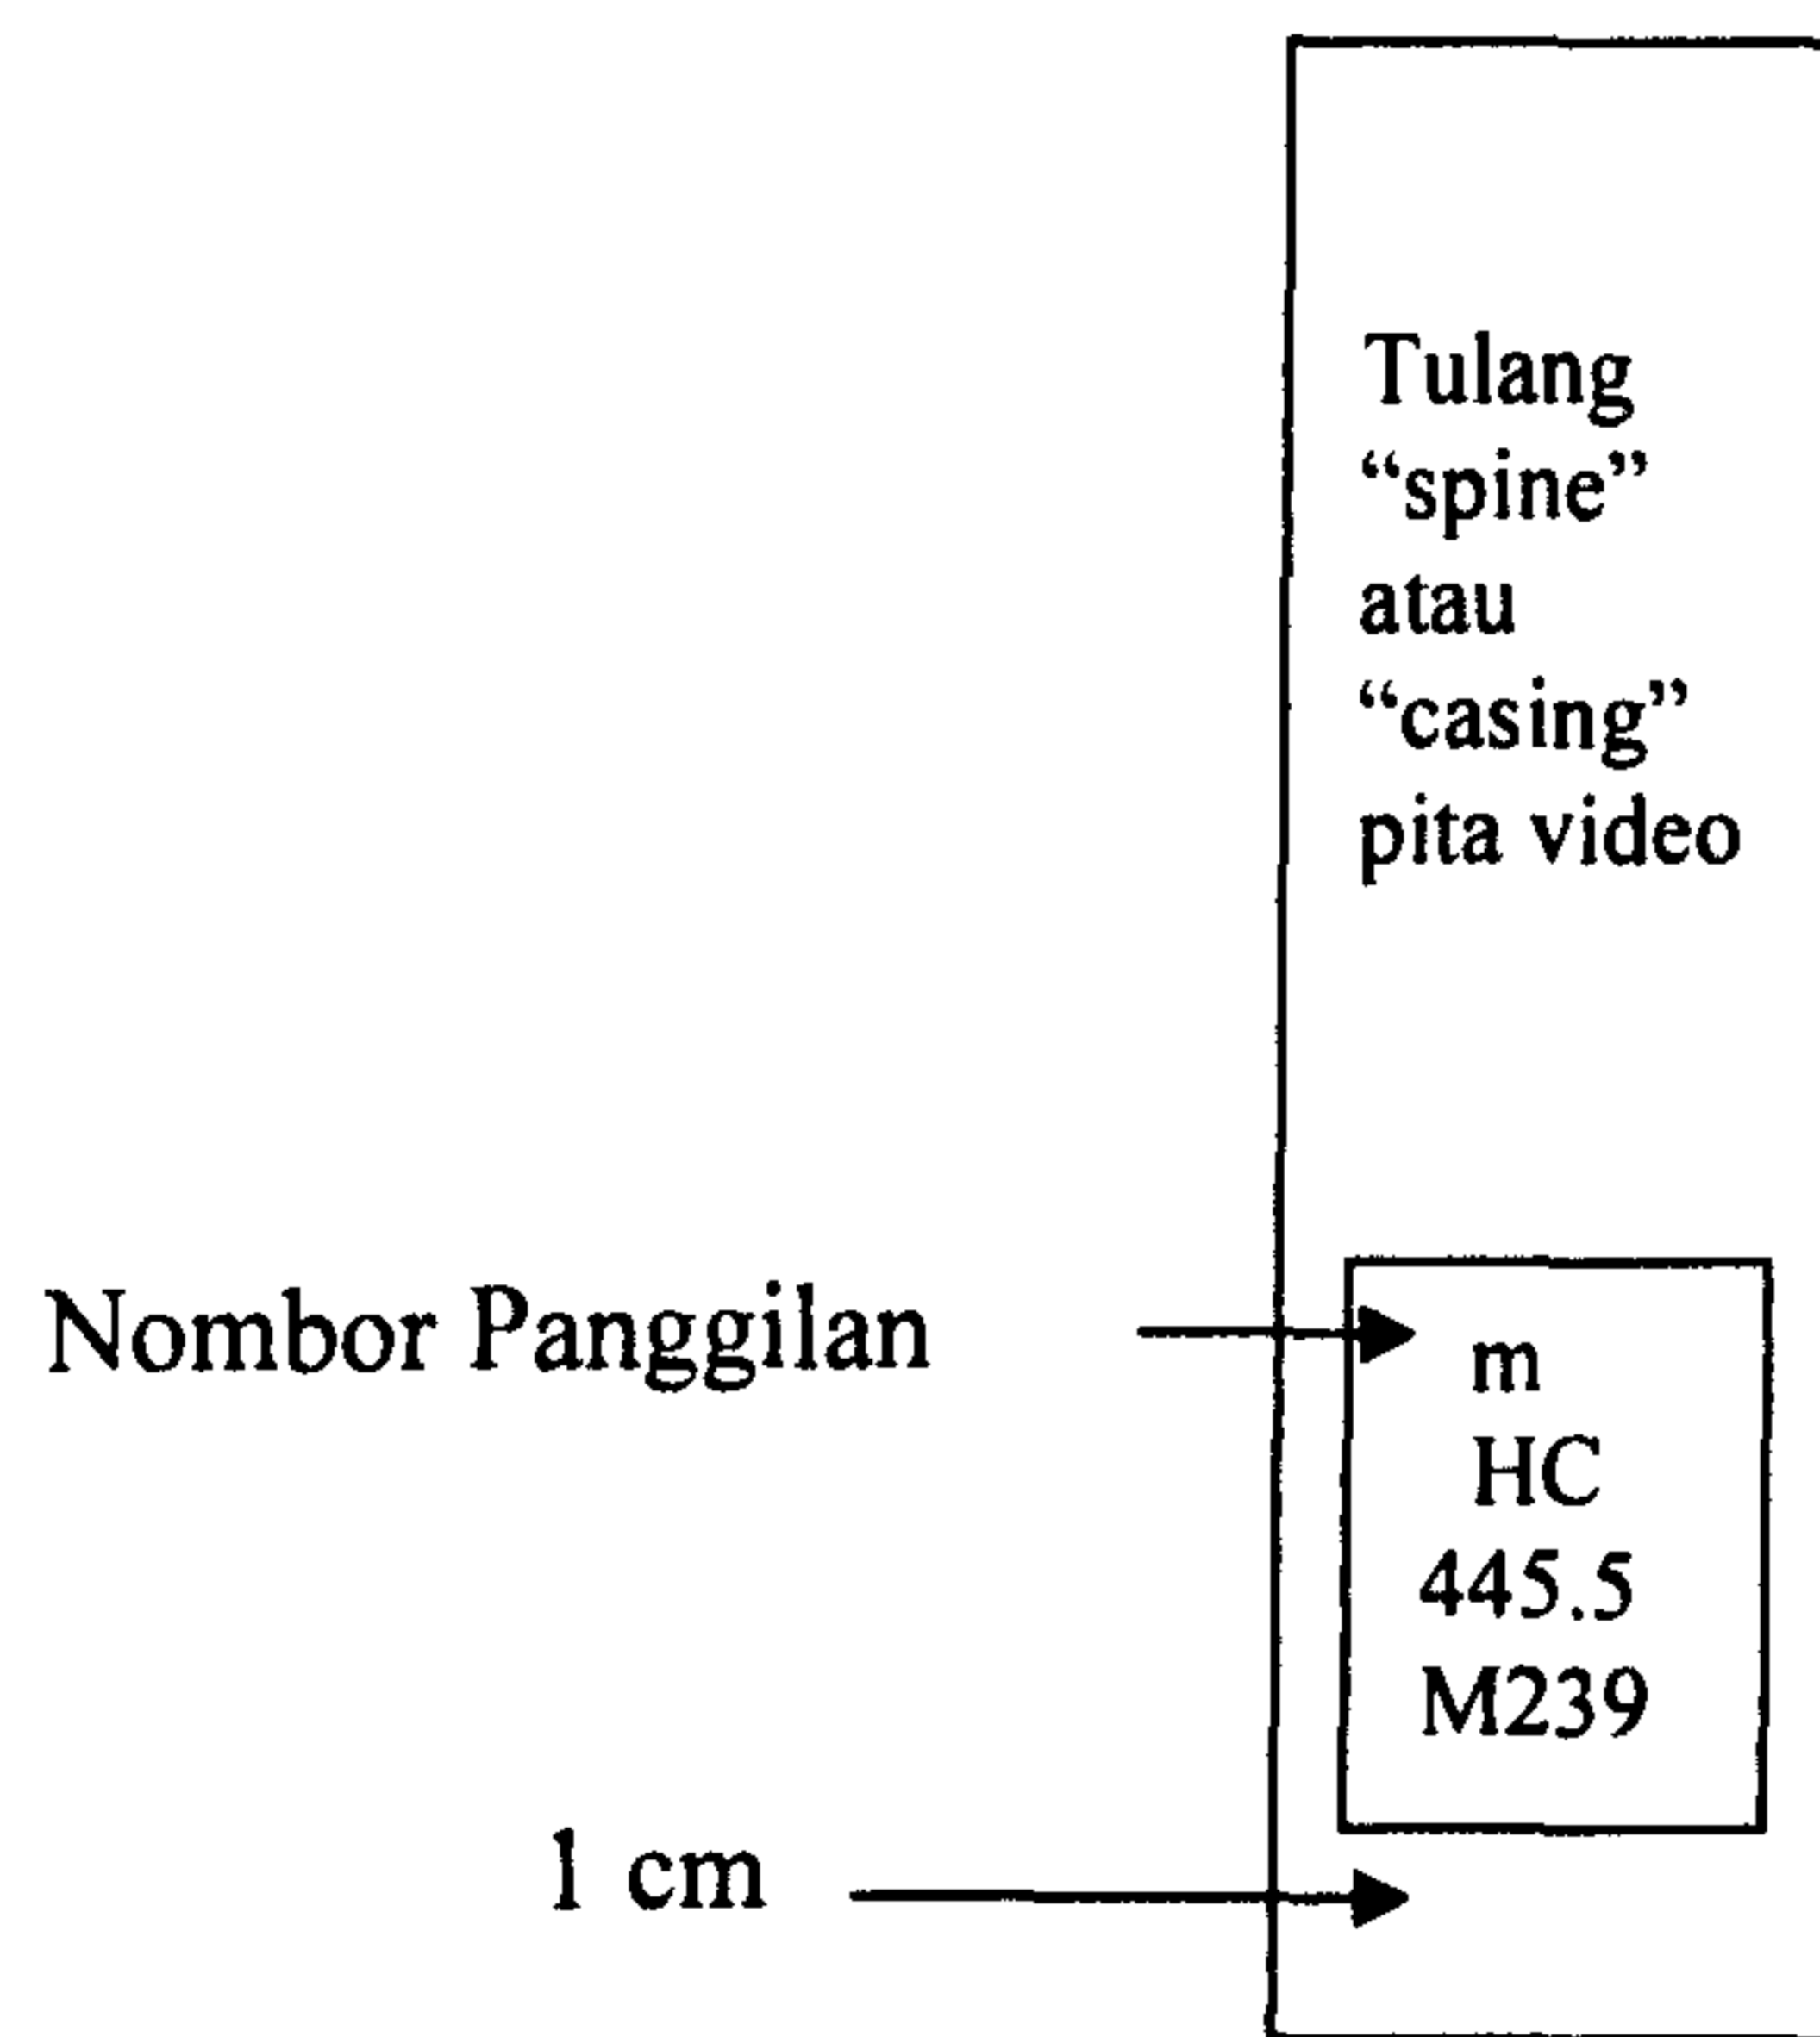 Tulang
“spine”
atau
“casing”
pita video
Nombor Panggilan
m
HC
445.5
M239
1 cm